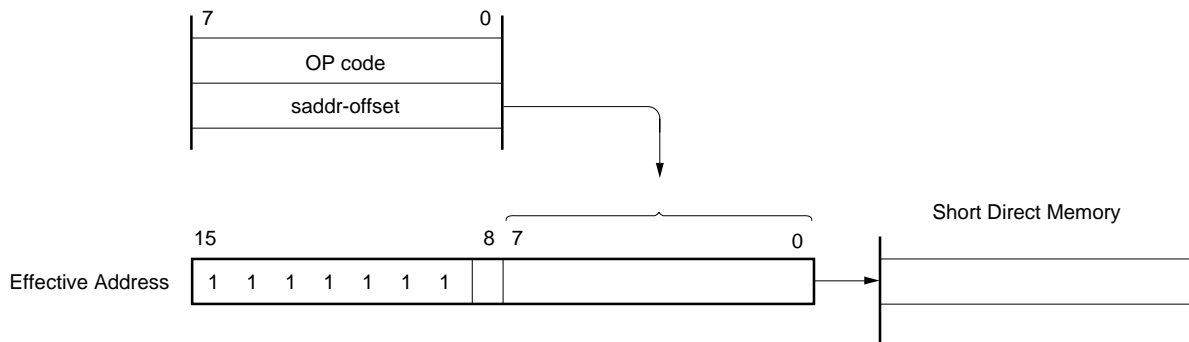 7 0
OP code
saddr-offset
Short Direct Memory
15 8 7 0
Effective Address 1 1 1 1 1 1 1